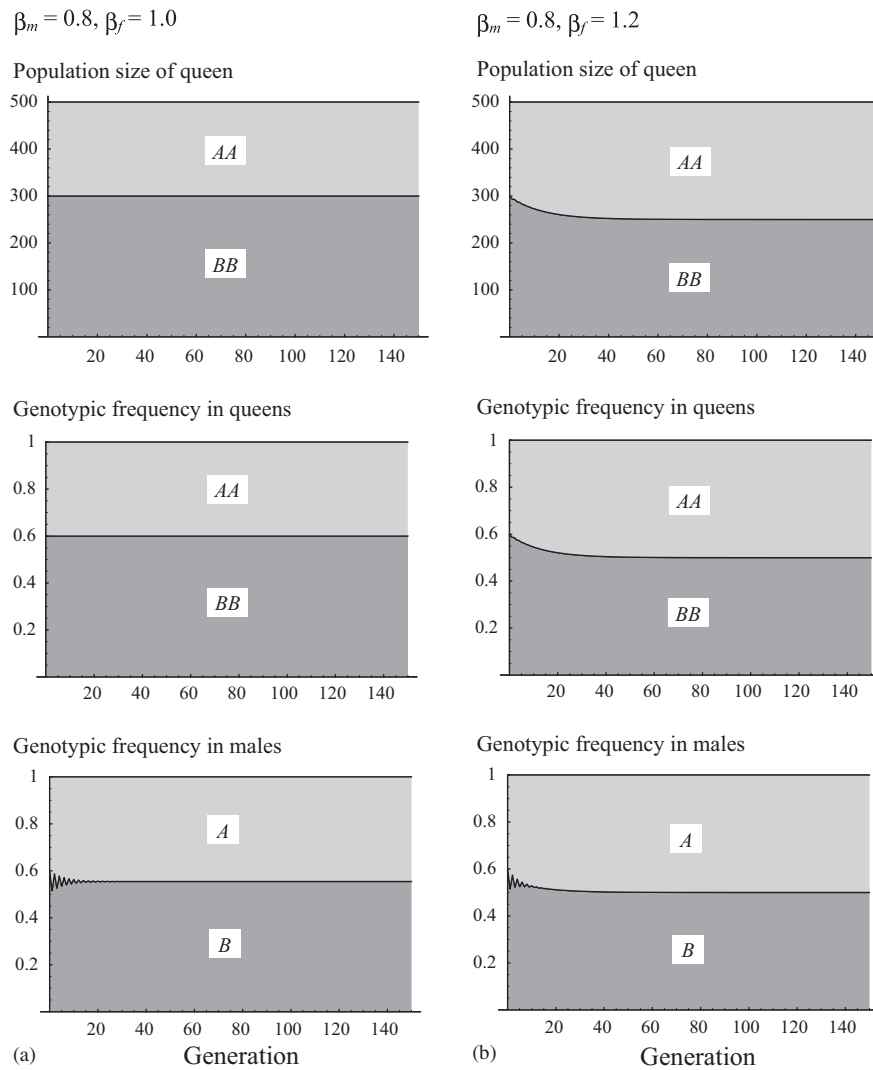 βm = 0.8, βf = 1.0
Population size of queen
500
400
300
200
100
AA
BB
20 40 60 80 100 120 140
Genotypic frequency in queens
1
0.8
0.6
0.4
0.2
AA
BB
20 40 60 80 100 120 140
Genotypic frequency in males
1
0.8
0.6
0.4
0.2
A
B
20 40 60 80 100 120 140
(a) Generation
βm = 0.8, βf = 1.2
Population size of queen
500
400
300
200
100
AA
BB
20 40 60 80 100 120 140
Genotypic frequency in queens
1
0.8
0.6
0.4
0.2
AA
BB
20 40 60 80 100 120 140
Genotypic frequency in males
1
0.8
0.6
0.4
0.2
A
B
20 40 60 80 100 120 140
(b) Generation